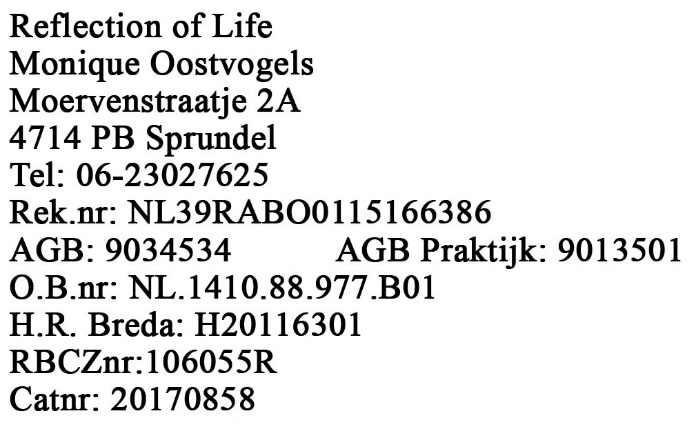 Reflection of Life
Monique Oostvogels
Moervenstraatje 2A
4714 PB Sprundel
Tel: 06-23027625
Rek.nr: NL39RABO0115166386
AGB: 9034534 AGB Praktijk: 9013501
O.B.nr: NL.1410.88.977.B01
H.R. Breda: H20116301
RBCZnr:106055R
Catnr: 20170858